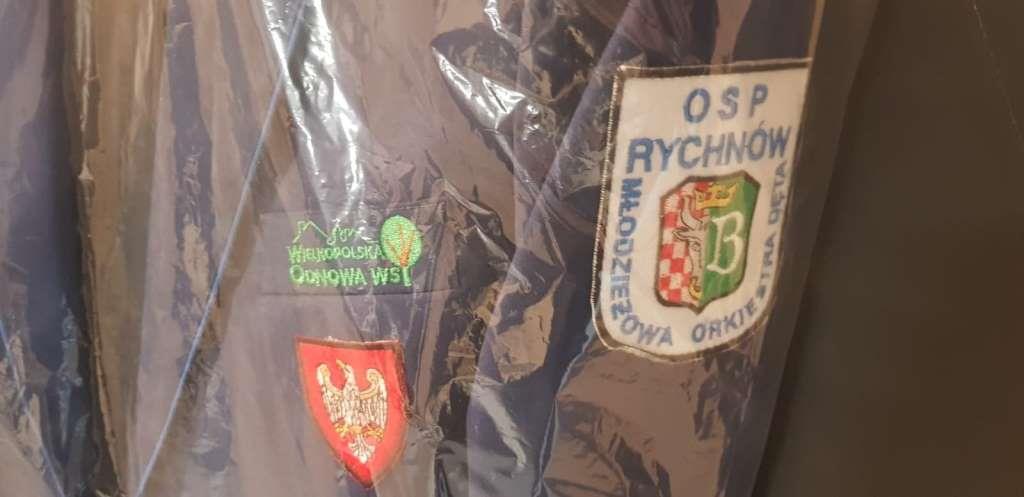 OSP
RYCHNÓW
MŁODZIEŻOWA ORKIESTRA DĘTA
B
WIELKOPOLSKA
ODNOWA WSI